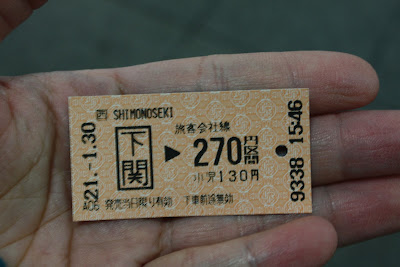 西 SHIMONOSEKI
旅客会社線
下関 ▶ 270円区間
小児130円
21.-1.30
発売当日限り有効 下車前途無効
9338 1546